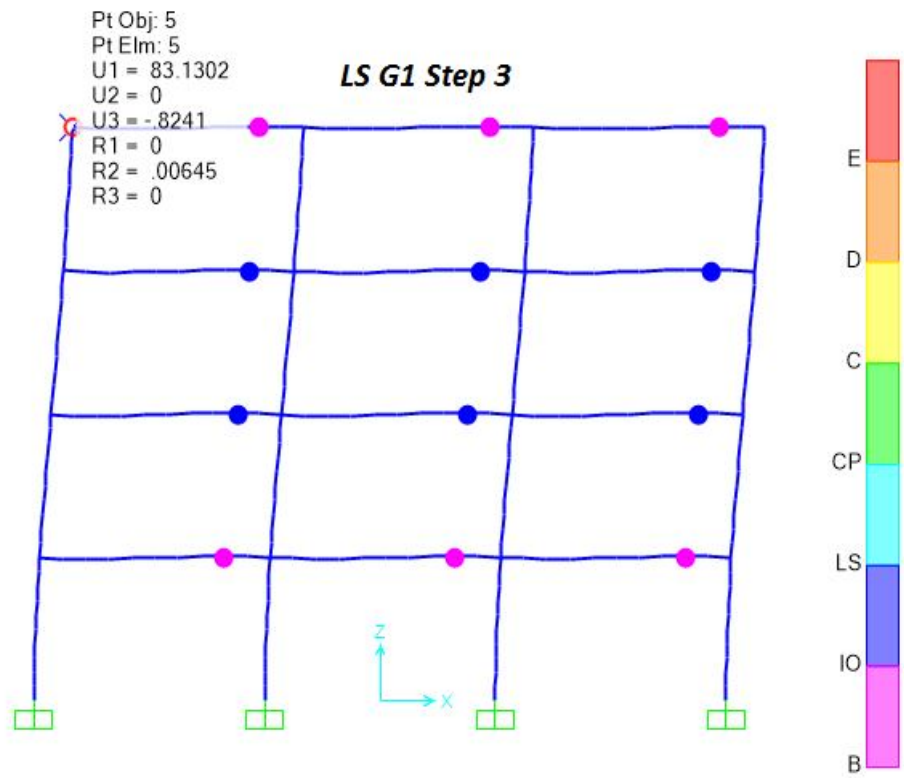 Pt Obj: 5
Pt Elm: 5
U1 = 83.1302
U2 = 0
U3 = -.8241
R1 = 0
R2 = .00645
R3 = 0
LS G1 Step 3
E
D
C
CP
LS
IO
B
Z
X